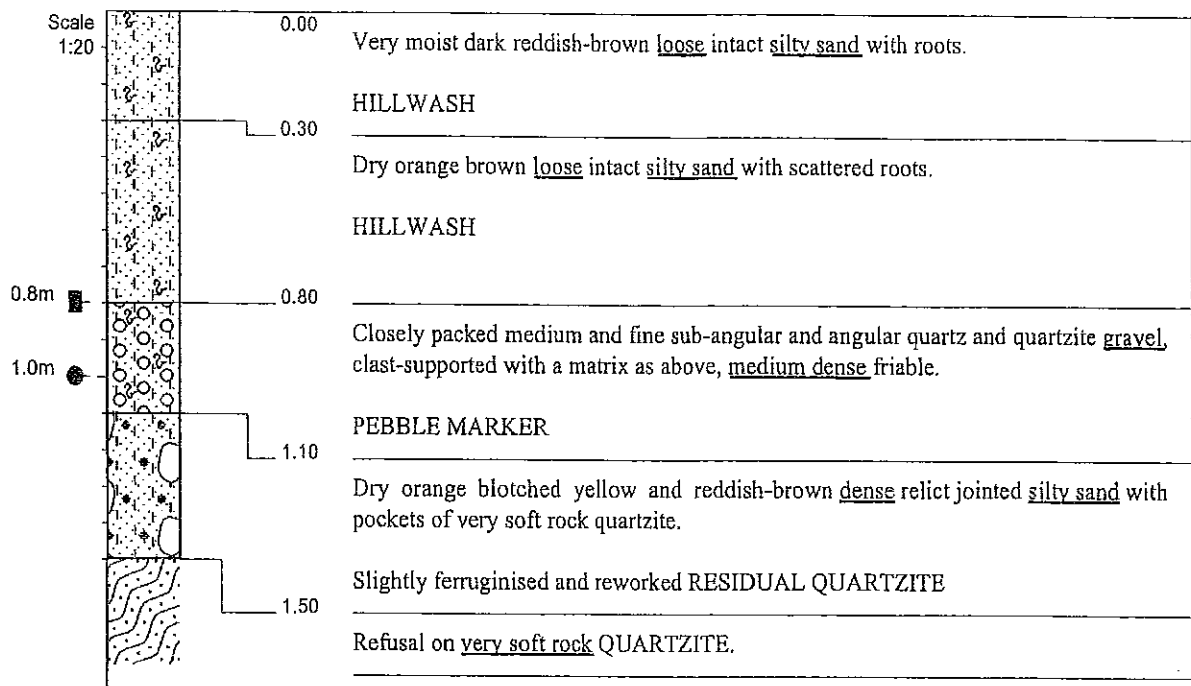 Scale
1:20
0.00
Very moist dark reddish-brown loose intact silty sand with roots.
HILLWASH
0.30
Dry orange brown loose intact silty sand with scattered roots.
HILLWASH
0.8m
0.80
Closely packed medium and fine sub-angular and angular quartz and quartzite gravel,
clast-supported with a matrix as above, medium dense friable.
1.0m
PEBBLE MARKER
1.10
Dry orange blotched yellow and reddish-brown dense relict jointed silty sand with
pockets of very soft rock quartzite.
Slightly ferruginised and reworked RESIDUAL QUARTZITE
1.50
Refusal on very soft rock QUARTZITE.